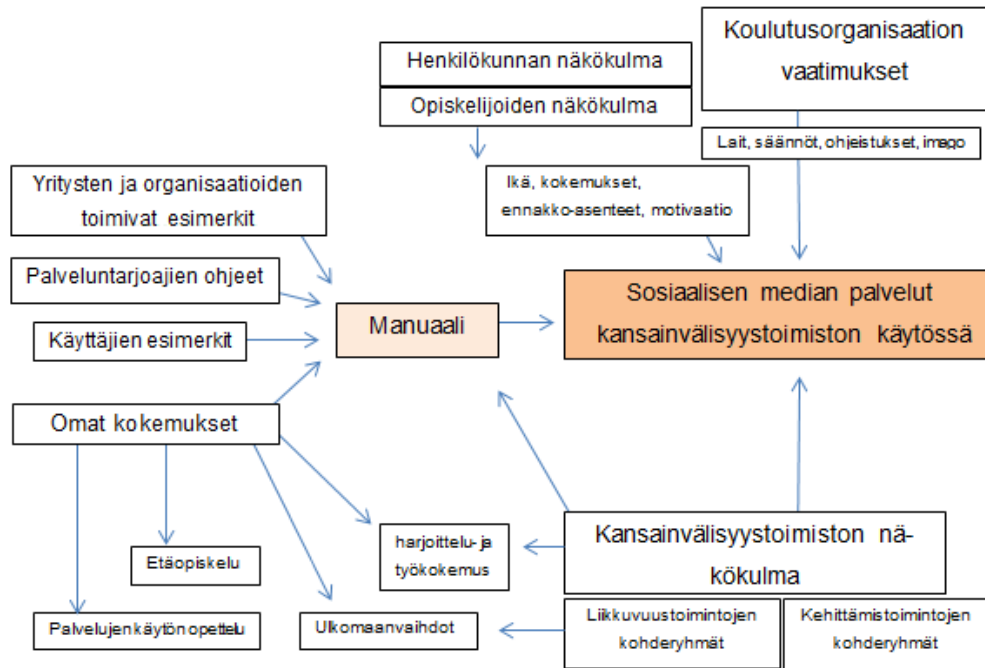 Koulutusorganisaation
vaatimukset
Henkilökunnan näkökulma
Opiskelijoiden näkökulma
Lait, säännöt, ohjeistukset, imago
Yritysten ja organisaatioiden
toimivat esimerkit
Ikä, kokemukset,
ennakko-asenteet, motivaatio
Palveluntarjoajien ohjeet
Sosiaalisen median palvelut
kansainvälisyystoimiston käytössä
Manuaali
Käyttäjien esimerkit
Omat kokemukset
harjoittelu- ja
työkokemus
Kansainvälisyystoimiston nä-
kökulma
Etäopiskelu
Palvelujen käytön opettelu
Ulkomaanvaihdot
Liikkuvuustoimintojen
kohderyhmät
Kehittämistoimintojen
kohderyhmät